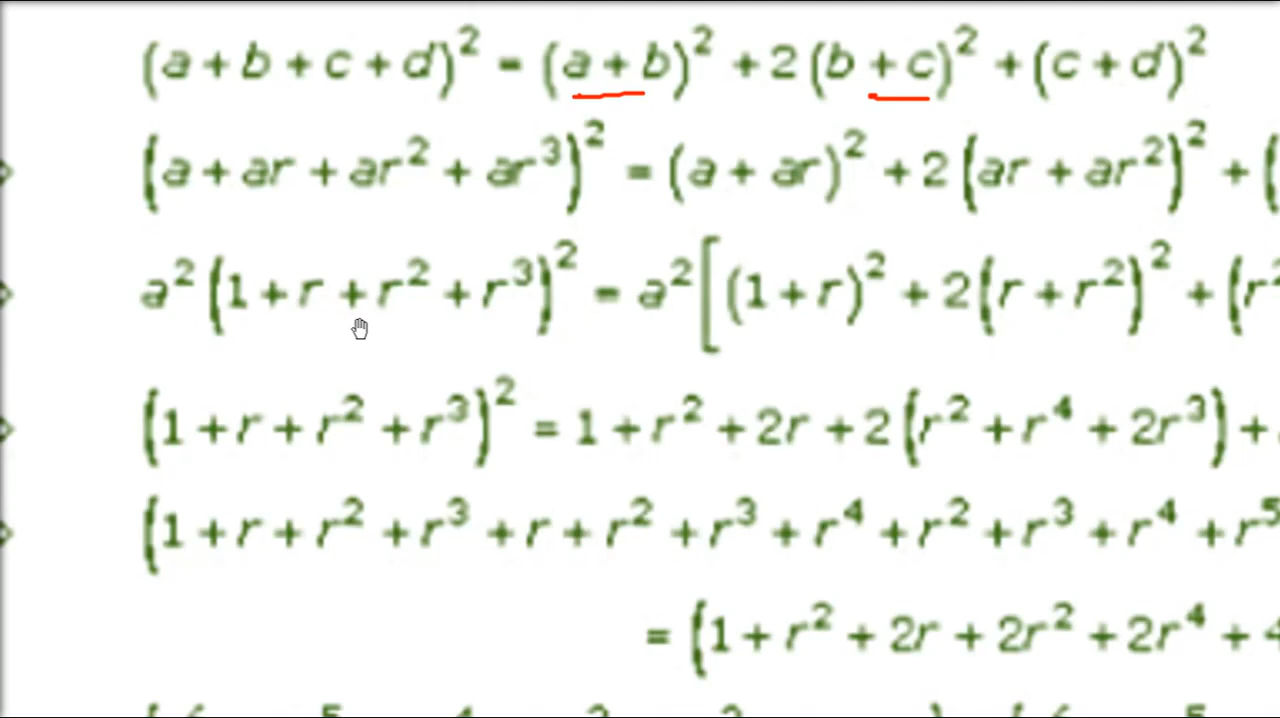 (a + b + c + d)² = (a + b)² + 2(b + c)² + (c + d)²
(a + ar + ar² + ar³)² = (a + ar)² + 2(ar + ar²)² + (
a²(1 + r + r² + r³)² = a²[(1 + r)² + 2(r + r²)² + (r
(1 + r + r² + r³)² = 1 + r² + 2r + 2(r² + r⁴ + 2r³) +
(1 + r + r² + r³ + r + r² + r³ + r⁴ + r² + r³ + r⁴ + r⁵
= (1 + r² + 2r + 2r² + 2r⁴ + 4